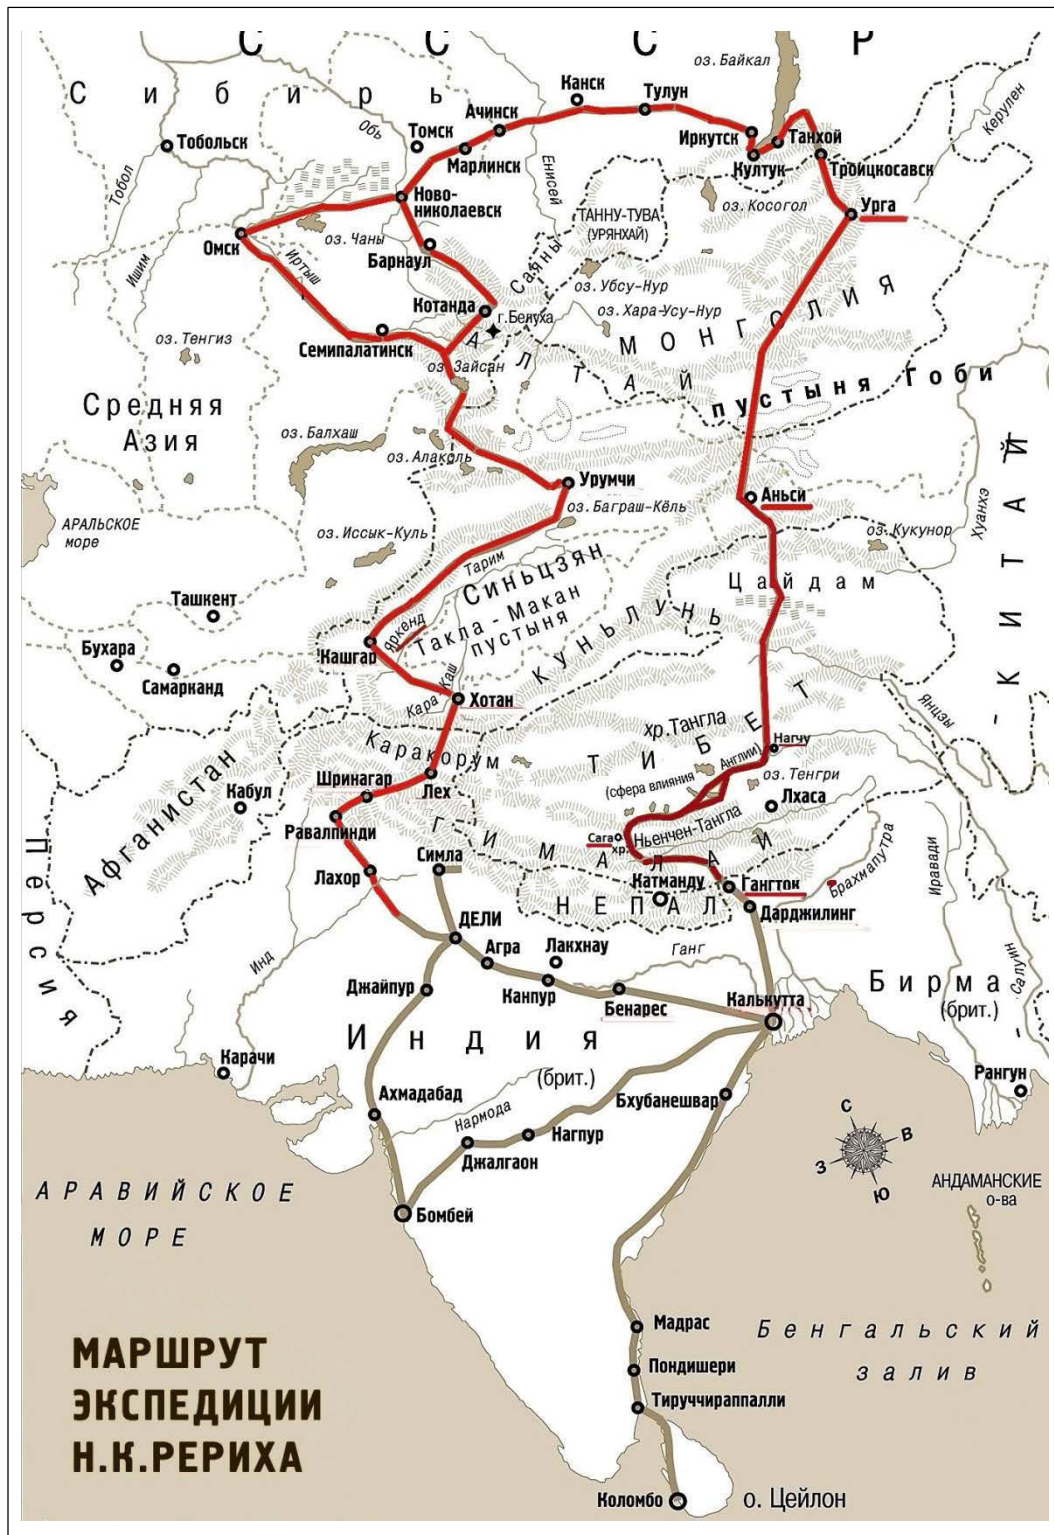 С С С Р
оз. Байкал
Сибирь
Канск
Тулун
Ачинск
Обь
Томск
Тобольск
Марлинск
Иркутск
Танхой
Керулен
Култук
Троицкосавск
Тобол
Енисей
Ново-
николаевск
ТАННУ-ТУВА
(УРЯНХАЙ)
оз. Косогол
Урга
Омск
оз. Чаны
Ишим
Иртыш
Барнаул
Саяны
оз. Убсу-Нур
Котанда
г. Белуха
оз. Хара-Усу-Нур
МОНГОЛИЯ
оз. Тенгиз
Семипалатинск
АЛТАЙ
оз. Зайсан
пустыня Гоби
Средняя
Азия
оз. Балхаш
оз. Алаколь
Урумчи
Аньси
КИТАЙ
АРАЛЬСКОЕ
море
оз. Баграш-Кёль
оз. Иссык-Куль
оз. Кукунор
Хуанхэ
Тарим
Синьцзян
Цайдам
Ташкент
Такла-Макан
пустыня
Яркенд
КУНЬЛУНЬ
Бухара
Кашгар
Самарканд
Кара-Каш
Хотан
Янцзы
хр. Тангла
ТИБЕТ
Каракорум
Нагчу
Афганистан
Кабул
Шринагар
Лех
(сфера влияния Англии)
оз. Тенгри
Лхаса
Равалпинди
ГИМАЛАИ
Сага
хр. Ньенчен-Тангла
Персия
Симла
Лахор
Катманду
Гангток
Брахмапутра
Иравади
НЕПАЛ
Дарджилинг
ДЕЛИ
Агра
Лакхнау
Ганг
Инд
Салуин
Джайпур
Канпур
Бенарес
Калькутта
Бирма
(брит.)
Индия
(брит.)
Карачи
Рангун
Ахмадабад
Нармода
Бхубанешвар
Нагпур
Джалгаон
С
В
З
Ю
АРАВИЙСКОЕ
МОРЕ
Бомбей
АНДАМАНСКИЕ
о-ва
Мадрас
Бенгальский
залив
Пондишери
Тируччираппалли
МАРШРУТ
ЭКСПЕДИЦИИ
Н.К.РЕРИХА
Коломбо
о. Цейлон